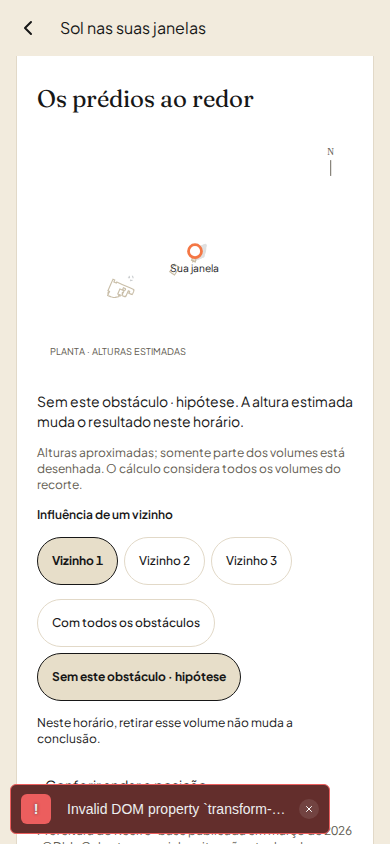 Sol nas suas janelas
Os prédios ao redor
N
Sua janela
PLANTA · ALTURAS ESTIMADAS
Sem este obstáculo · hipótese. A altura estimada
muda o resultado neste horário.
Alturas aproximadas; somente parte dos volumes está
desenhada. O cálculo considera todos os volumes do
recorte.
Influência de um vizinho
Vizinho 1
Vizinho 2
Vizinho 3
Com todos os obstáculos
Sem este obstáculo · hipótese
Neste horário, retirar esse volume não muda a
conclusão.
! Invalid DOM property `transform-...
2026